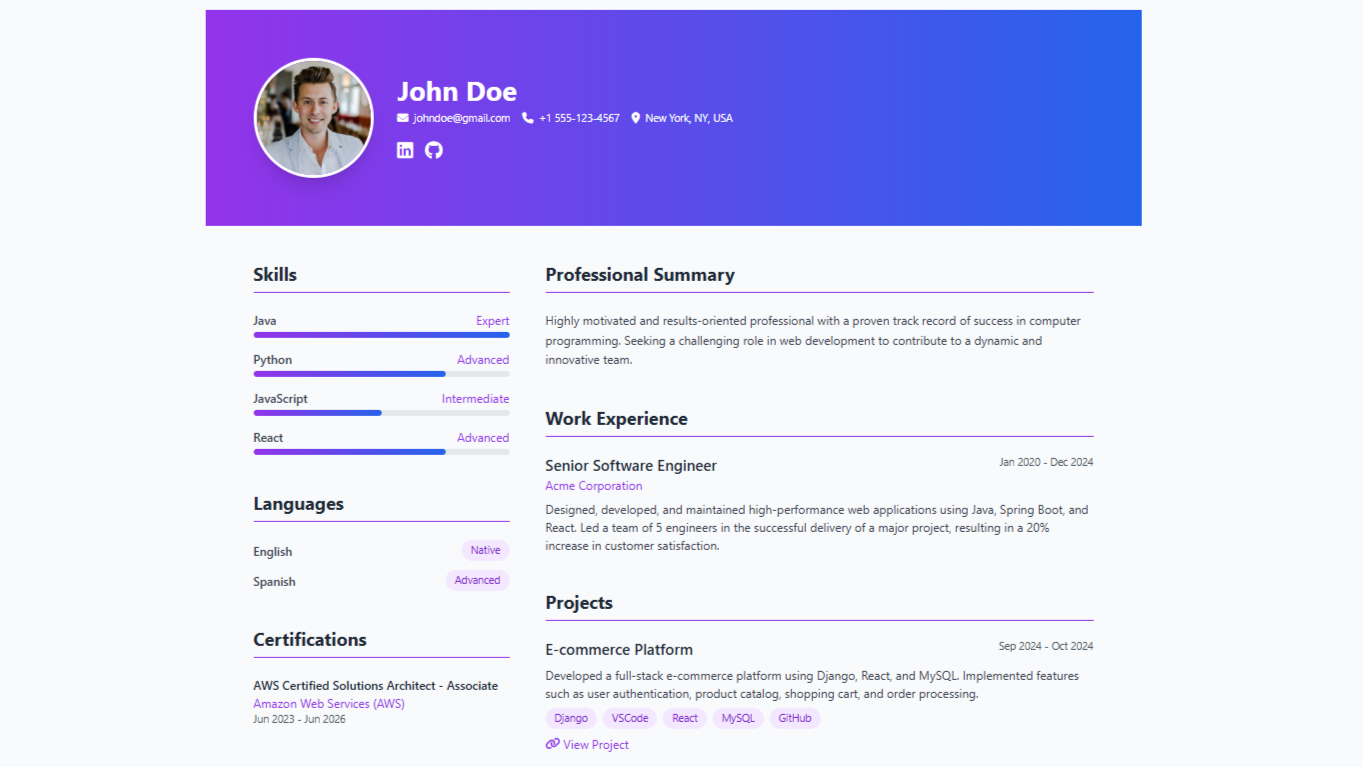 John Doe
johndoe@gmail.com +1 555-123-4567 New York, NY, USA
Skills
Java Expert
Python Advanced
JavaScript Intermediate
React Advanced
Languages
English Native
Spanish Advanced
Certifications
AWS Certified Solutions Architect - Associate
Amazon Web Services (AWS)
Jun 2023 - Jun 2026
Professional Summary
Highly motivated and results-oriented professional with a proven track record of success in computer
programming. Seeking a challenging role in web development to contribute to a dynamic and
innovative team.
Work Experience
Senior Software Engineer Jan 2020 - Dec 2024
Acme Corporation
Designed, developed, and maintained high-performance web applications using Java, Spring Boot, and
React. Led a team of 5 engineers in the successful delivery of a major project, resulting in a 20%
increase in customer satisfaction.
Projects
E-commerce Platform Sep 2024 - Oct 2024
Developed a full-stack e-commerce platform using Django, React, and MySQL. Implemented features
such as user authentication, product catalog, shopping cart, and order processing.
Django VSCode React MySQL GitHub
View Project